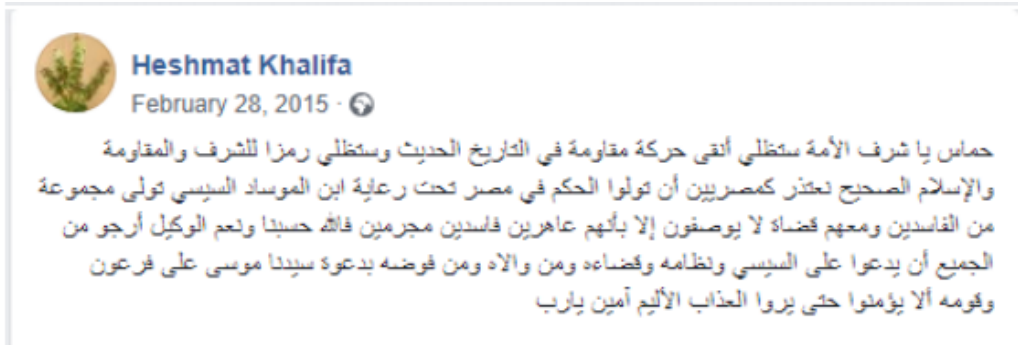 Heshmat Khalifa
February 28, 2015 ·
حماس يا شرف الأمة ستظلي أنقى حركة مقاومة في التاريخ الحديث وستظلي رمزا للشرف والمقاومة
والإسلام الصحيح نعتذر كمصريين أن تولوا الحكم في مصر تحت رعاية ابن الموساد السيسي تولى مجموعة
من الفاسدين ومعهم قضاة لا يوصفون إلا بأنهم عاهرين فاسدين مجرمين فالله حسبنا ونعم الوكيل أرجو من
الجميع أن يدعوا على السيسي ونظامه وقضاءه ومن والاه ومن فوضه بدعوة سيدنا موسى على فرعون
وقومه ألا يؤمنوا حتى يروا العذاب الأليم آمين يارب